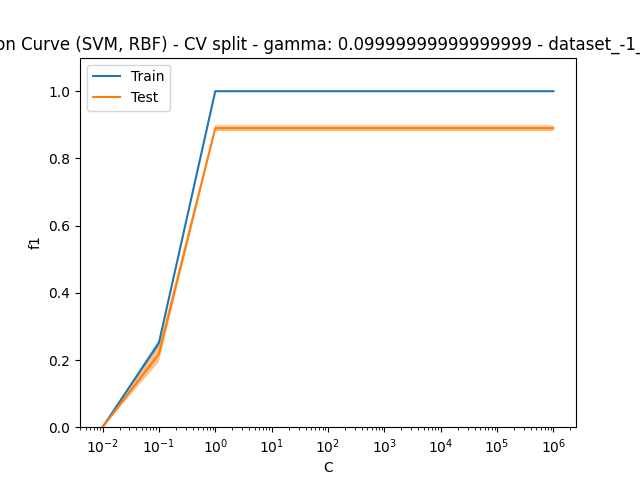 on Curve (SVM, RBF) - CV split - gamma: 0.09999999999999999 - dataset_-1_
Train
Test
1.0
0.8
0.6
0.4
0.2
0.0
f1
10⁻² 10⁻¹ 10⁰ 10¹ 10² 10³ 10⁴ 10⁵ 10⁶
C